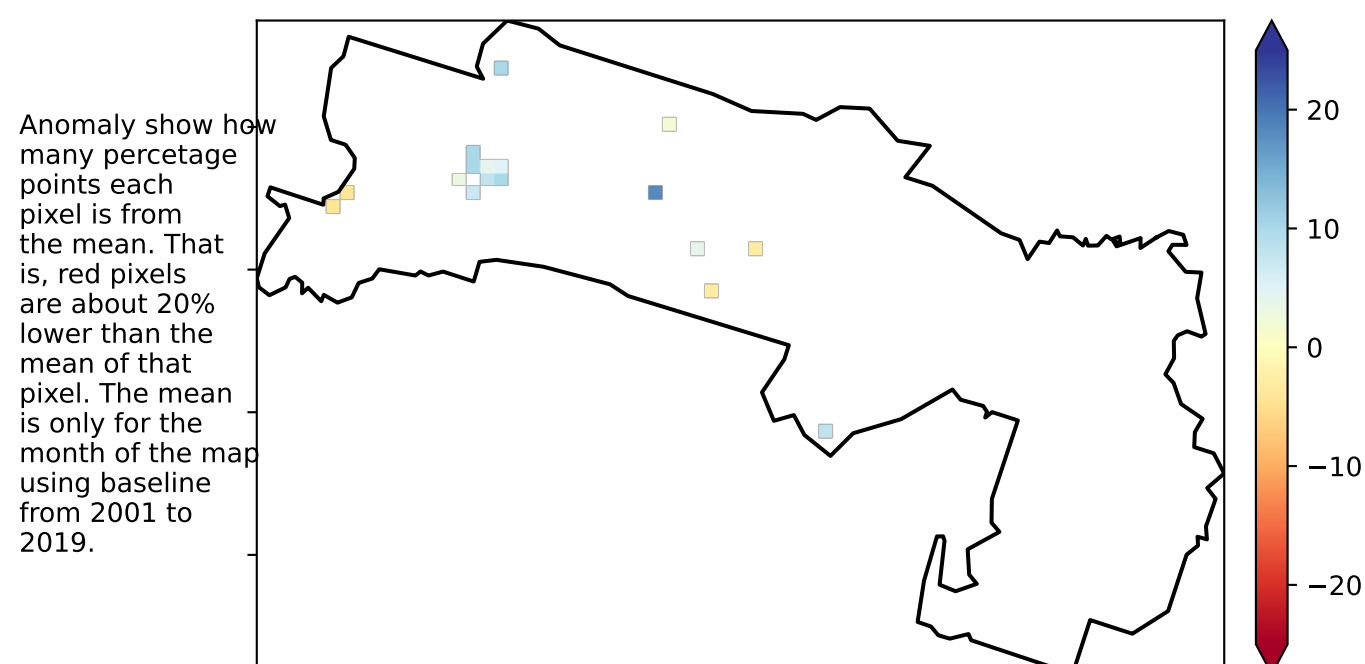 Anomaly show how
many percetage
points each
pixel is from
the mean. That
is, red pixels
are about 20%
lower than the
mean of that
pixel. The mean
is only for the
month of the map
using baseline
from 2001 to
2019.
20
10
0
−10
−20